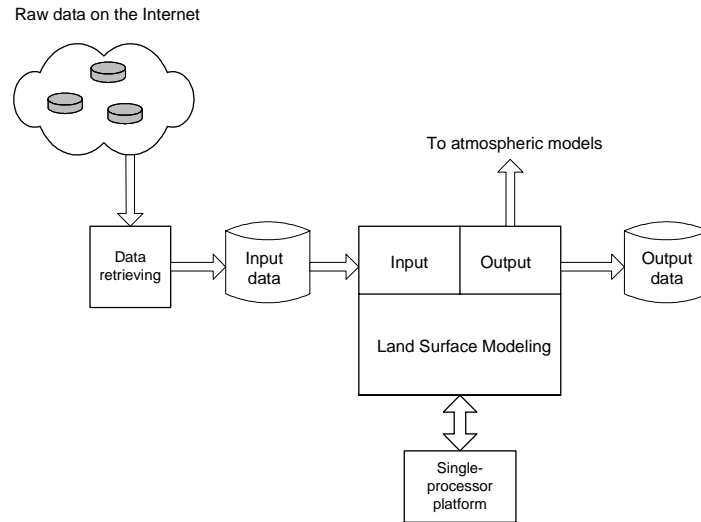 Raw data on the Internet
To atmospheric models
Data
retrieving
Input
data
Input
Output
Output
data
Land Surface Modeling
Single-
processor
platform